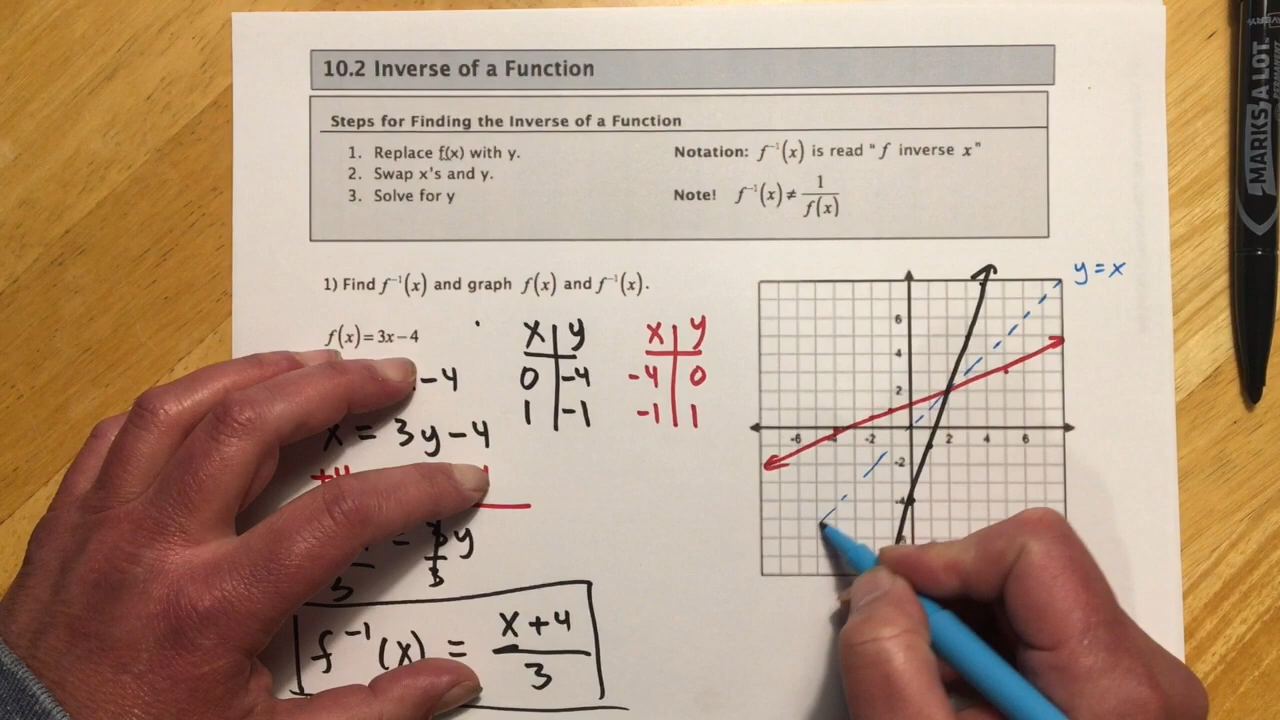 10.2 Inverse of a Function
Steps for Finding the Inverse of a Function
1. Replace f(x) with y.
2. Swap x's and y.
3. Solve for y
Notation: f⁻¹(x) is read "f inverse x"
Note! f⁻¹(x) ≠ 1/f(x)
1) Find f⁻¹(x) and graph f(x) and f⁻¹(x).
f(x)=3x-4
-4
x = 3y-4
+4
= 3y
3 3
f⁻¹(x) = x+4/3
x y
0 -4
1 -1
x y
-4 0
-1 1
y=x
6
4
2
-6 -2 2 4 6
-2
-4
MARKS A LOT